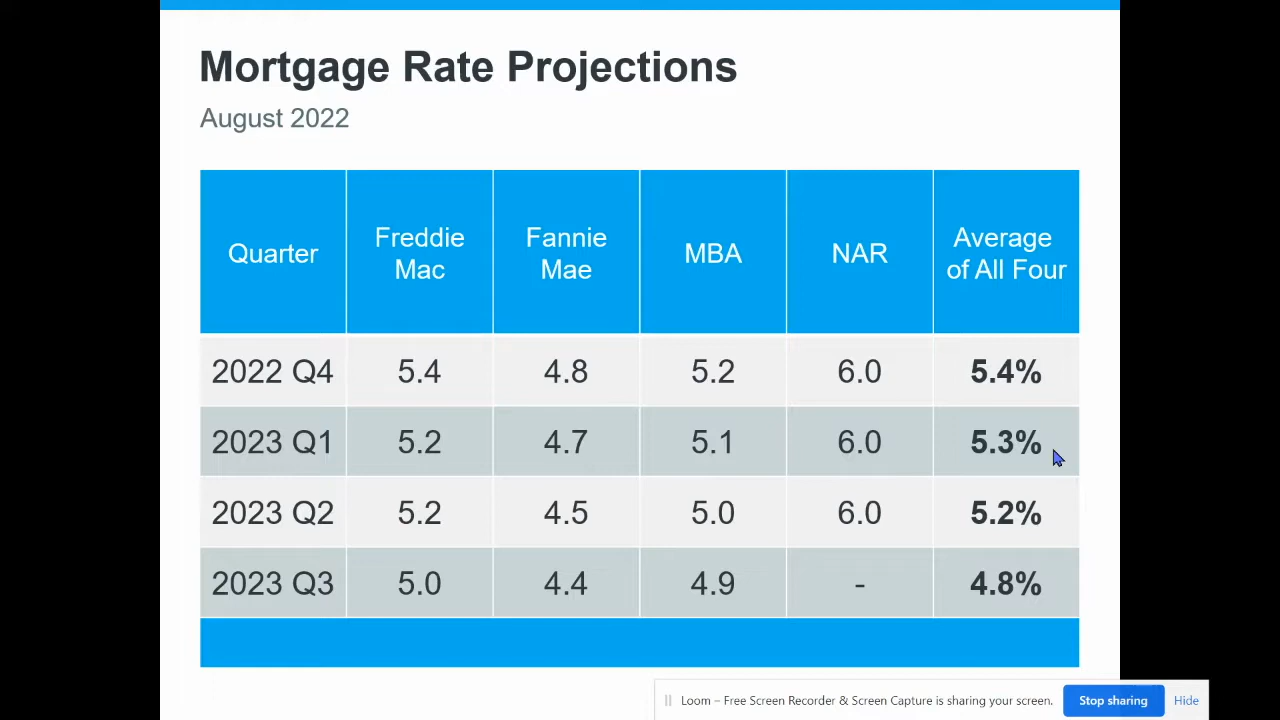 Mortgage Rate Projections
August 2022
Quarter Freddie Mac Fannie Mae MBA NAR Average of All Four
2022 Q4 5.4 4.8 5.2 6.0 5.4%
2023 Q1 5.2 4.7 5.1 6.0 5.3%
2023 Q2 5.2 4.5 5.0 6.0 5.2%
2023 Q3 5.0 4.4 4.9 - 4.8%
Loom – Free Screen Recorder & Screen Capture is sharing your screen. Stop sharing Hide